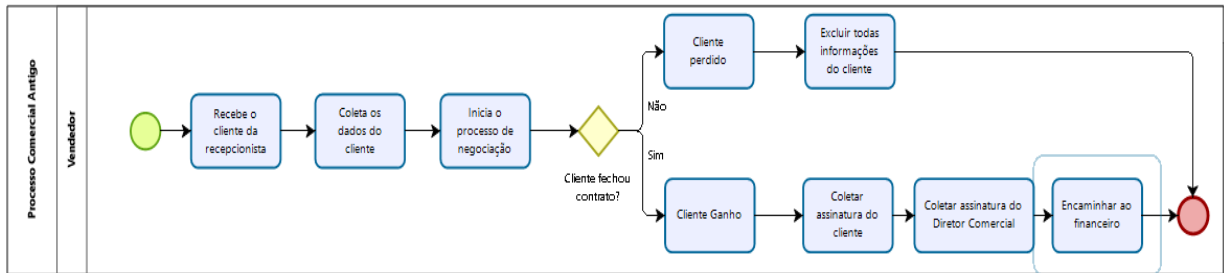 Processo Comercial Antigo
Vendedor
Recebe o
cliente da
recepcionista
Coleta os
dados do
cliente
Inicia o
processo de
negociação
Cliente fechou
contrato?
Não
Cliente
perdido
Excluir todas
informações
do cliente
Sim
Cliente Ganho
Coletar
assinatura do
cliente
Coletar assinatura do
Diretor Comercial
Encaminhar ao
financeiro